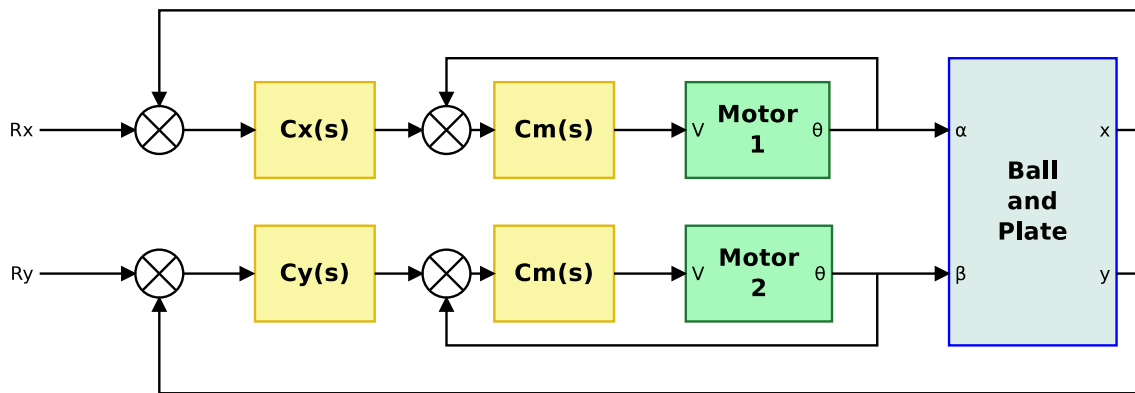 Rx
Cx(s)
Cm(s)
V
Motor
1
θ
α
x
Ball
and
Plate
Ry
Cy(s)
Cm(s)
V
Motor
2
θ
β
y